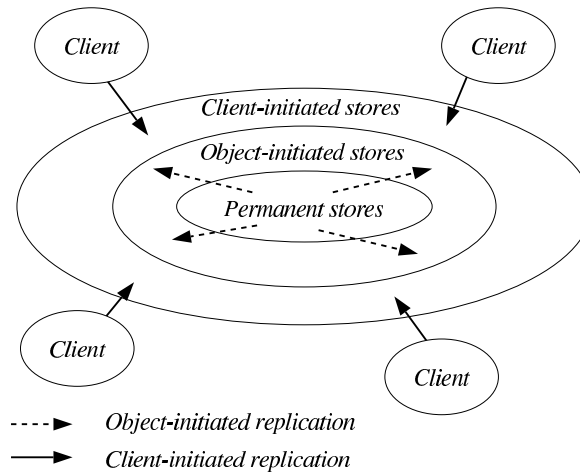 Client
Client
Client-initiated stores
Object-initiated stores
Permanent stores
Client
Client
Object-initiated replication
Client-initiated replication